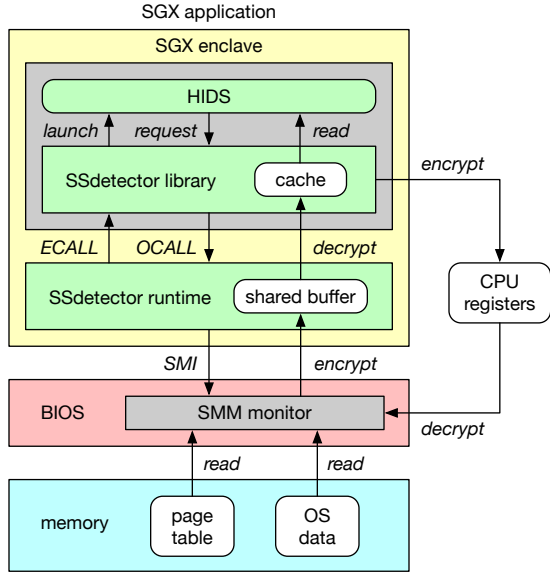 SGX application
SGX enclave
HIDS
launch
request
read
SSdetector library
cache
encrypt
ECALL
OCALL
decrypt
SSdetector runtime
shared buffer
CPU
registers
SMI
encrypt
BIOS
SMM monitor
decrypt
read
read
memory
page
table
OS
data